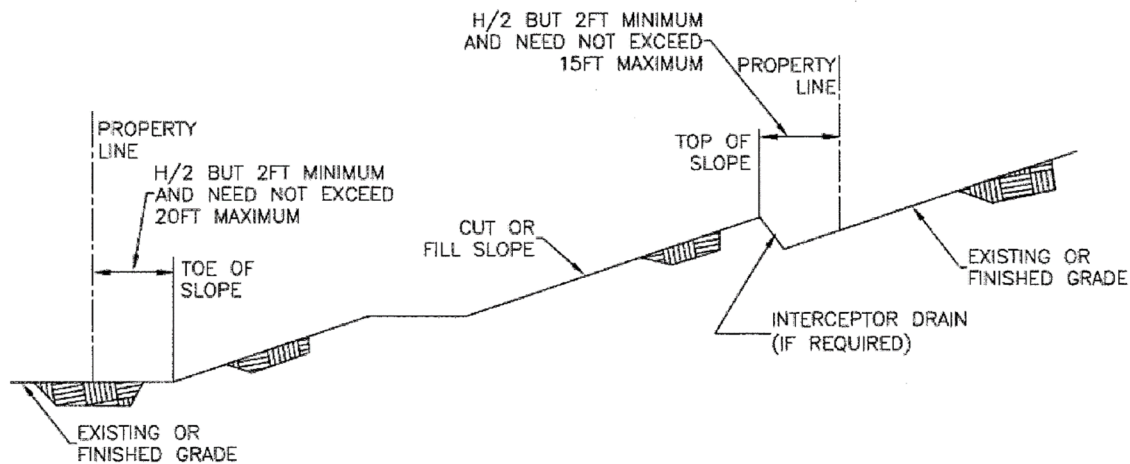 H/2 BUT 2FT MINIMUM
AND NEED NOT EXCEED
15FT MAXIMUM
PROPERTY
LINE
PROPERTY
LINE
H/2 BUT 2FT MINIMUM
AND NEED NOT EXCEED
20FT MAXIMUM
TOP OF
SLOPE
CUT OR
FILL SLOPE
TOE OF
SLOPE
EXISTING OR
FINISHED GRADE
INTERCEPTOR DRAIN
(IF REQUIRED)
EXISTING OR
FINISHED GRADE